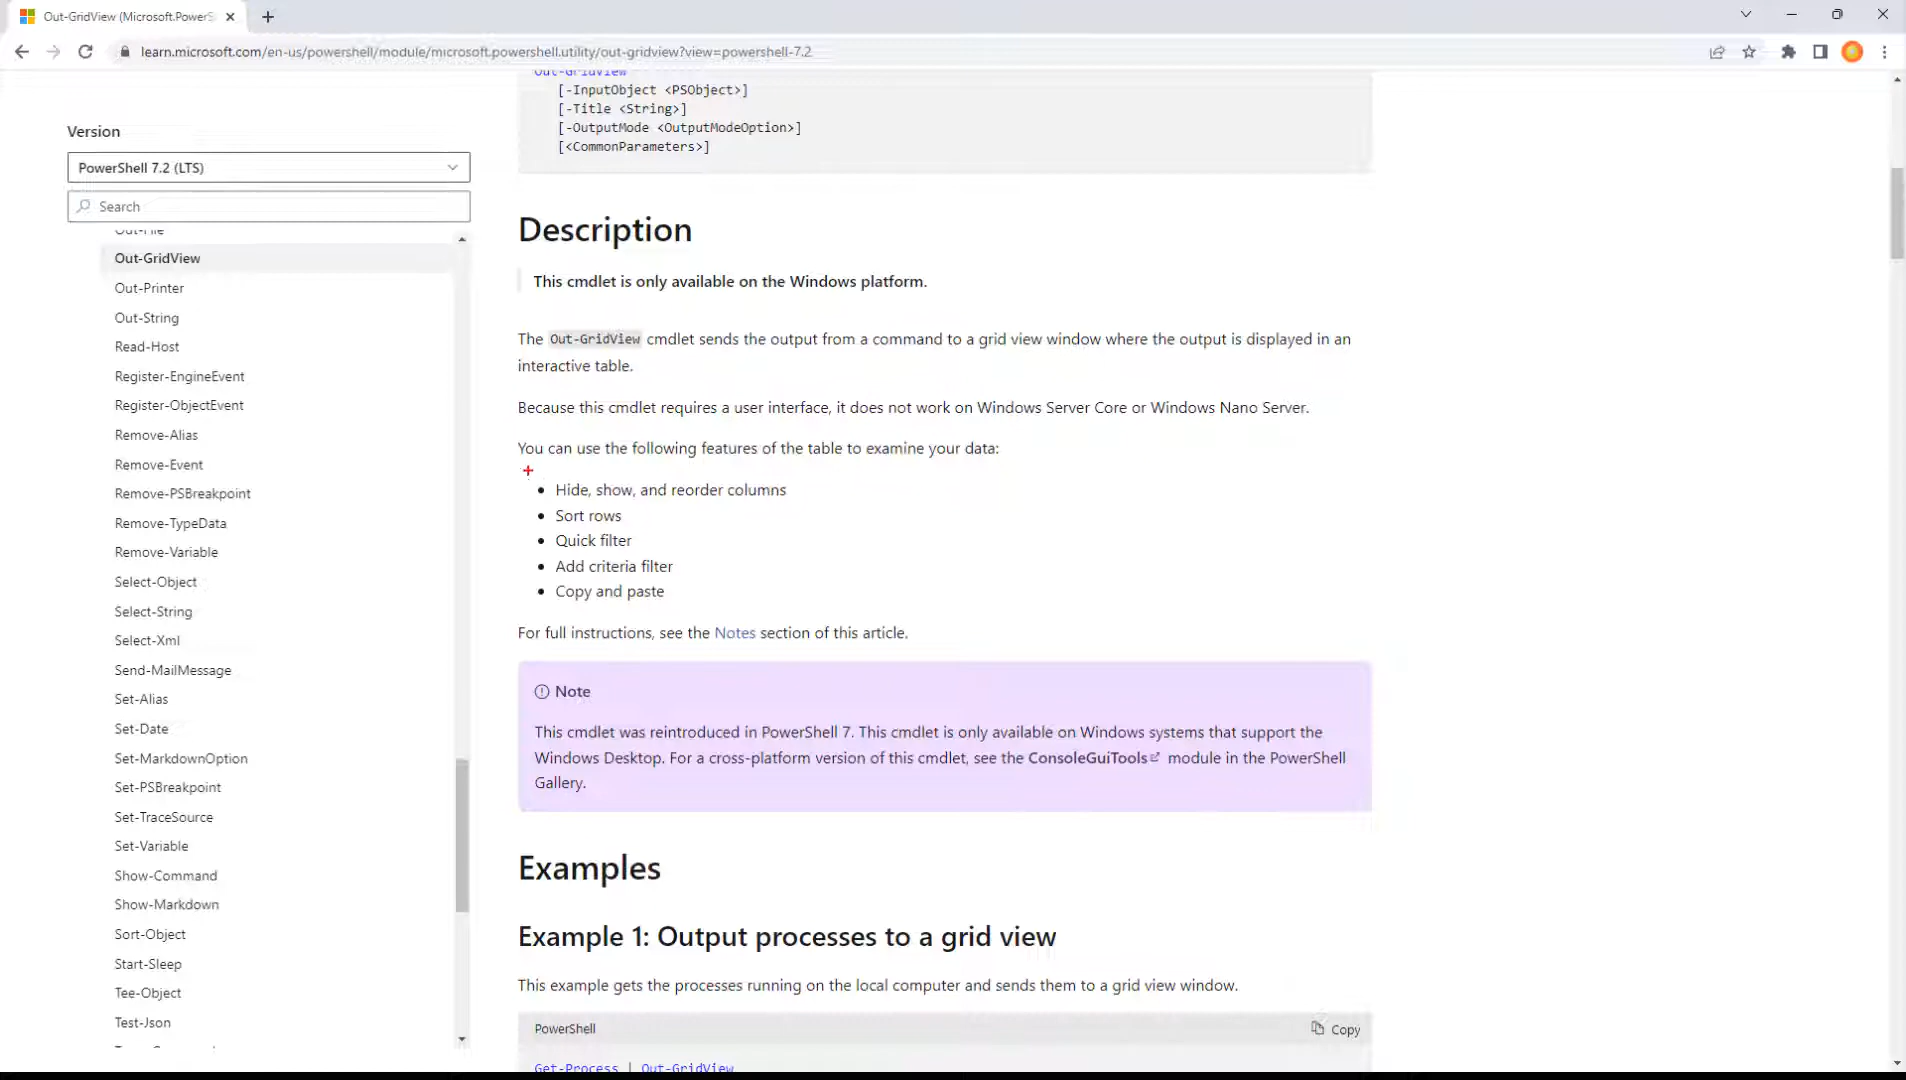 Out-GridView (Microsoft.PowerS
learn.microsoft.com/en-us/powershell/module/microsoft.powershell.utility/out-gridview?view=powershell-7.2
Version
PowerShell 7.2 (LTS)
Search
Out-File
Out-GridView
Out-Printer
Out-String
Read-Host
Register-EngineEvent
Register-ObjectEvent
Remove-Alias
Remove-Event
Remove-PSBreakpoint
Remove-TypeData
Remove-Variable
Select-Object
Select-String
Select-Xml
Send-MailMessage
Set-Alias
Set-Date
Set-MarkdownOption
Set-PSBreakpoint
Set-TraceSource
Set-Variable
Show-Command
Show-Markdown
Sort-Object
Start-Sleep
Tee-Object
Test-Json
Out-GridView
[-InputObject <PSObject>]
[-Title <String>]
[-OutputMode <OutputModeOption>]
[<CommonParameters>]
Description
This cmdlet is only available on the Windows platform.
The Out-GridView cmdlet sends the output from a command to a grid view window where the output is displayed in an
interactive table.
Because this cmdlet requires a user interface, it does not work on Windows Server Core or Windows Nano Server.
You can use the following features of the table to examine your data:
• Hide, show, and reorder columns
• Sort rows
• Quick filter
• Add criteria filter
• Copy and paste
For full instructions, see the Notes section of this article.
Note
This cmdlet was reintroduced in PowerShell 7. This cmdlet is only available on Windows systems that support the
Windows Desktop. For a cross-platform version of this cmdlet, see the ConsoleGuiTools module in the PowerShell
Gallery.
Examples
Example 1: Output processes to a grid view
This example gets the processes running on the local computer and sends them to a grid view window.
PowerShell
Copy
Get-Process | Out-GridView